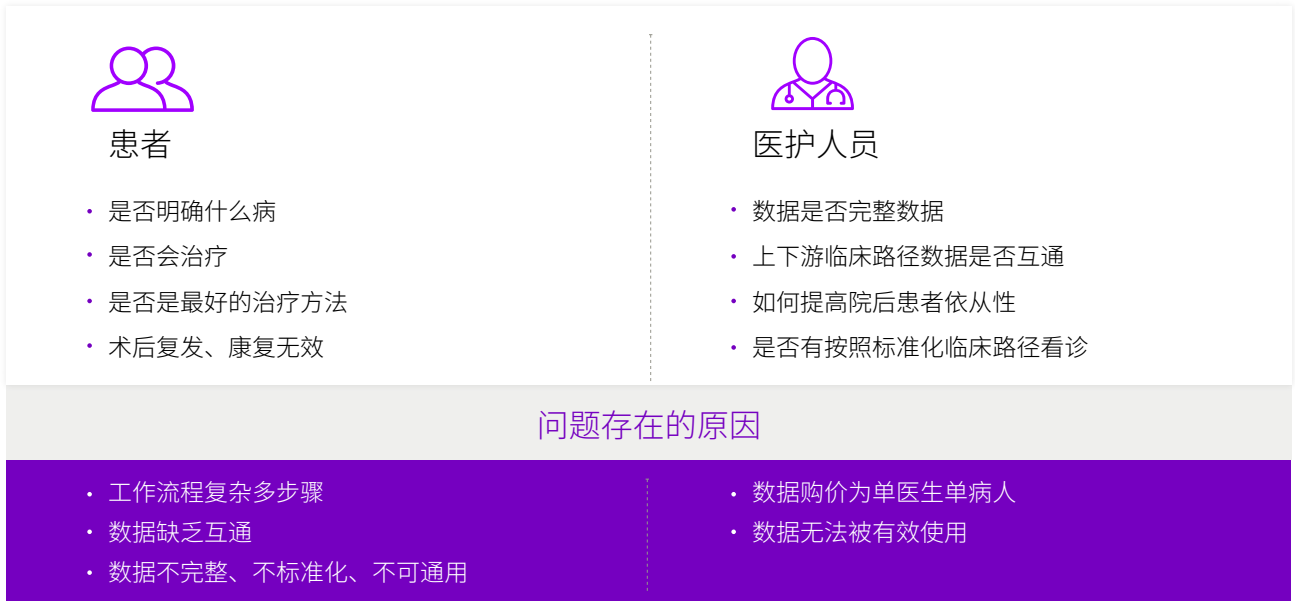 患者
• 是否明确什么病
• 是否会治疗
• 是否是最好的治疗方法
• 术后复发、康复无效
医护人员
• 数据是否完整数据
• 上下游临床路径数据是否互通
• 如何提高院后患者依从性
• 是否有按照标准化临床路径看诊
问题存在的原因
• 工作流程复杂多步骤
• 数据缺乏互通
• 数据不完整、不标准化、不可通用
• 数据购价为单医生单病人
• 数据无法被有效使用